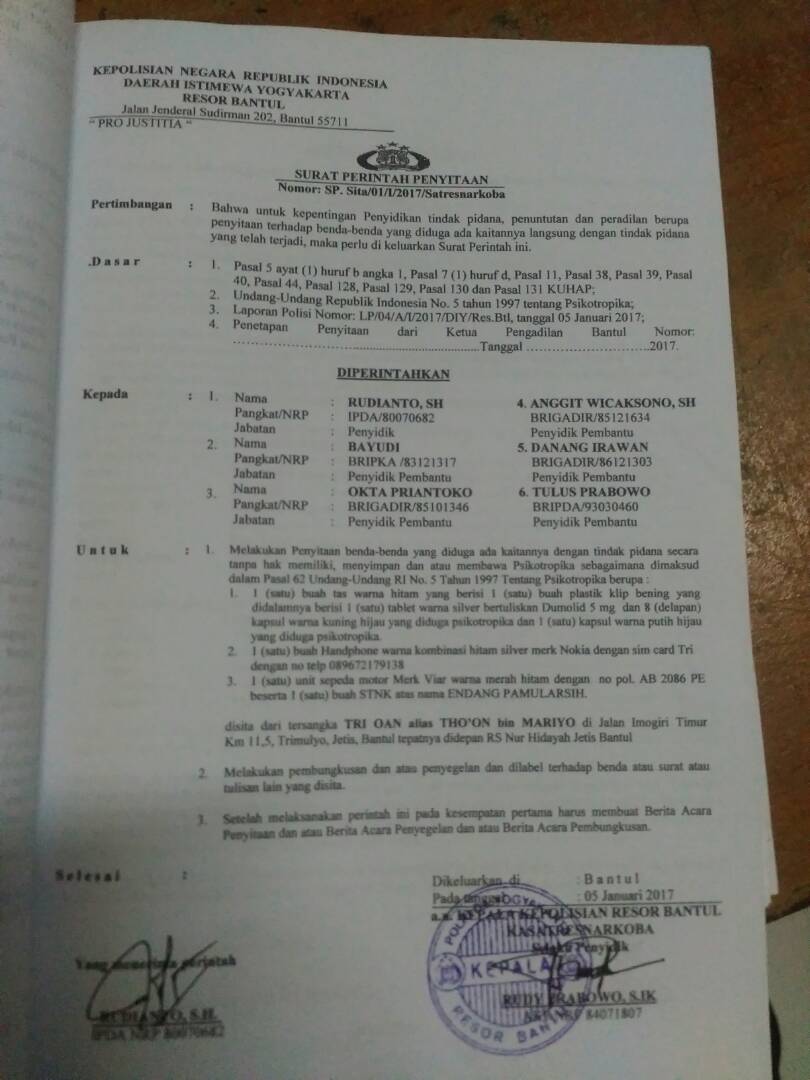 KEPOLISIAN NEGARA REPUBLIK INDONESIA
DAERAH ISTIMEWA YOGYAKARTA
RESOR BANTUL
Jalan Jenderal Sudirman 202, Bantul 55711
" PRO JUSTITIA "
SURAT PERINTAH PENYITAAN
Nomor: SP. Sita/01/I/2017/Satresnarkoba
Pertimbangan : Bahwa untuk kepentingan Penyidikan tindak pidana, penuntutan dan peradilan berupa
penyitaan terhadap benda-benda yang diduga ada kaitannya langsung dengan tindak pidana
yang telah terjadi, maka perlu di keluarkan Surat Perintah ini.
.D a s a r : 1. Pasal 5 ayat (1) huruf b angka 1, Pasal 7 (1) huruf d, Pasal 11, Pasal 38, Pasal 39, Pasal
40, Pasal 44, Pasal 128, Pasal 129, Pasal 130 dan Pasal 131 KUHAP;
2. Undang-Undang Republik Indonesia No. 5 tahun 1997 tentang Psikotropika;
3. Laporan Polisi Nomor: LP/04/A/I/2017/DIY/Res.Btl, tanggal 05 Januari 2017;
4. Penetapan Penyitaan dari Ketua Pengadilan Bantul Nomor:
..........................................................Tanggal ............................2017.
DIPERINTAHKAN
Kepada : 1. Nama : RUDIANTO, SH 4. ANGGIT WICAKSONO, SH
Pangkat/NRP : IPDA/80070682 BRIGADIR/85121634
Jabatan : Penyidik Penyidik Pembantu
2. Nama : BAYUDI 5. DANANG IRAWAN
Pangkat/NRP : BRIPKA /83121317 BRIGADIR/86121303
Jabatan : Penyidik Pembantu Penyidik Pembantu
3. Nama : OKTA PRIANTOKO 6. TULUS PRABOWO
Pangkat/NRP : BRIGADIR/85101346 BRIPDA/93030460
Jabatan : Penyidik Pembantu Penyidik Pembantu
U n t u k : 1. Melakukan Penyitaan benda-benda yang diduga ada kaitannya dengan tindak pidana secara
tanpa hak memiliki, menyimpan dan atau membawa Psikotropika sebagaimana dimaksud
dalam Pasal 62 Undang-Undang RI No. 5 Tahun 1997 Tentang Psikotropika berupa :
1. 1 (satu) buah tas warna hitam yang berisi 1 (satu) buah plastik klip bening yang
didalamnya berisi 1 (satu) tablet warna silver bertuliskan Dumolid 5 mg dan 8 (delapan)
kapsul warna kuning hijau yang diduga psikotropika dan 1 (satu) kapsul warna putih hijau
yang diduga psikotropika.
2. 1 (satu) buah Handphone warna kombinasi hitam silver merk Nokia dengan sim card Tri
dengan no telp 089672179138
3. 1 (satu) unit sepeda motor Merk Viar warna merah hitam dengan no pol. AB 2086 PE
beserta 1 (satu) buah STNK atas nama ENDANG PAMULARSIH.
disita dari tersangka TRI OAN alias THO'ON bin MARIYO di Jalan Imogiri Timur
Km 11,5, Trimulyo, Jetis, Bantul tepatnya didepan RS Nur Hidayah Jetis Bantul
2. Melakukan pembungkusan dan atau penyegelan dan dilabel terhadap benda atau surat atau
tulisan lain yang disita.
3. Setelah melaksanakan perintah ini pada kesempatan pertama harus membuat Berita Acara
Penyitaan dan atau Berita Acara Penyegelan dan atau Berita Acara Pembungkusan.
S e l e s a i :
Dikeluarkan di : B a n t u l
Pada tanggal : 05 Januari 2017
a.n. KEPALA KEPOLISIAN RESOR BANTUL
KASATRESNARKOBA
Selaku Penyidik
Yang menerima perintah
KEPALA
RESOR BANTUL
RUDY PRABOWO, S.IK
NRP 84071807
RUDIANTO, S.H.
IPDA NRP 80070682